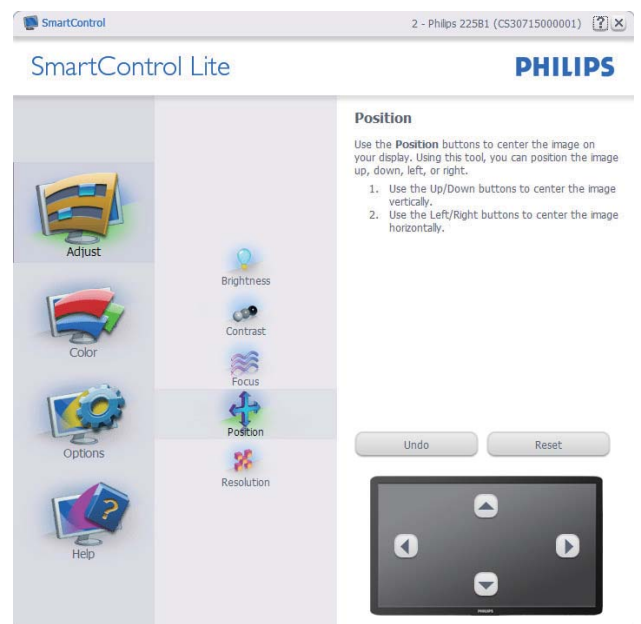 SmartControl
2 - Philips 225B1 (CS30715000001)
?
SmartControl Lite
PHILIPS
Adjust
Color
Options
Help
Brightness
Contrast
Focus
Position
Resolution
Position
Use the Position buttons to center the image on
your display. Using this tool, you can position the image
up, down, left, or right.
1. Use the Up/Down buttons to center the image
vertically.
2. Use the Left/Right buttons to center the image
horizontally.
Undo
Reset
PHILIPS